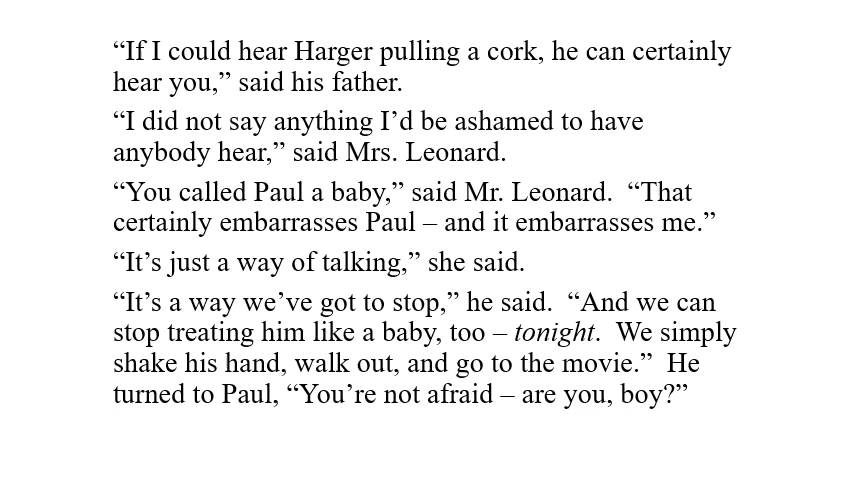 “If I could hear Harger pulling a cork, he can certainly
hear you,” said his father.
“I did not say anything I’d be ashamed to have
anybody hear,” said Mrs. Leonard.
“You called Paul a baby,” said Mr. Leonard.  “That
certainly embarrasses Paul – and it embarrasses me.”
“It’s just a way of talking,” she said.
“It’s a way we’ve got to stop,” he said.  “And we can
stop treating him like a baby, too – tonight.  We simply
shake his hand, walk out, and go to the movie.”  He
turned to Paul, “You’re not afraid – are you, boy?”